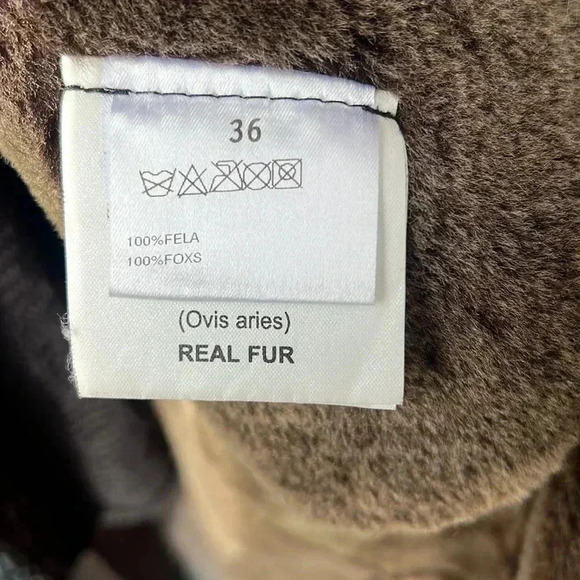 36
100%FELA
100%FOXS
(Ovis aries)
REAL FUR